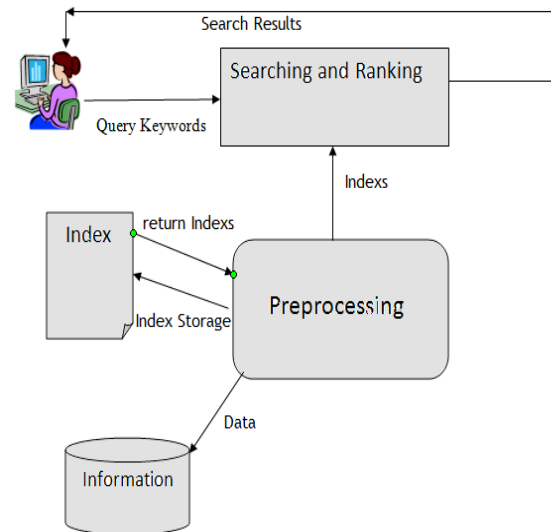 Search Results
Searching and Ranking
Query Keywords
Indexs
return Indexs
Index
Preprocessing
Index Storage
Data
Information